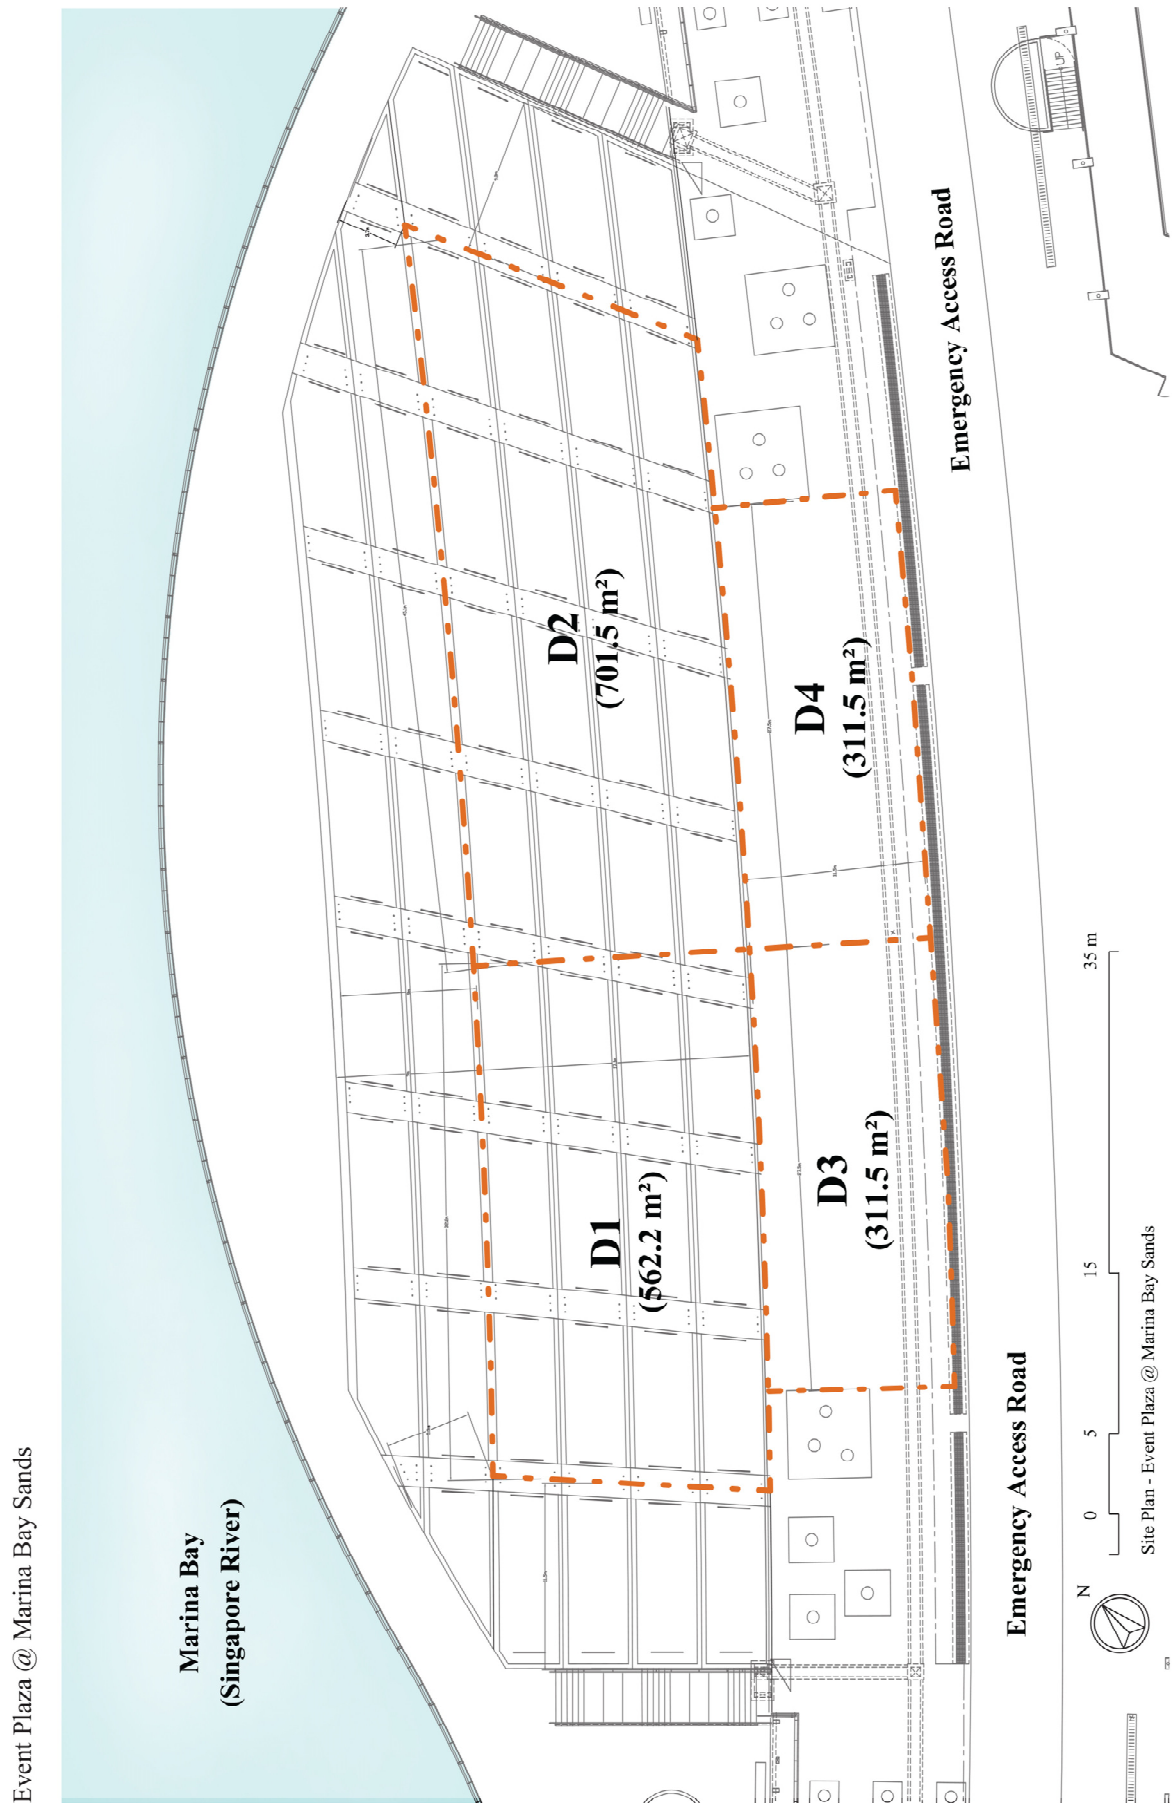 Event Plaza @ Marina Bay Sands
Marina Bay
(Singapore River)
D1
(562.2 m²)
D2
(701.5 m²)
D3
(311.5 m²)
D4
(311.5 m²)
Emergency Access Road
Emergency Access Road
UP
N
0 5 15 35 m
Site Plan - Event Plaza @ Marina Bay Sands